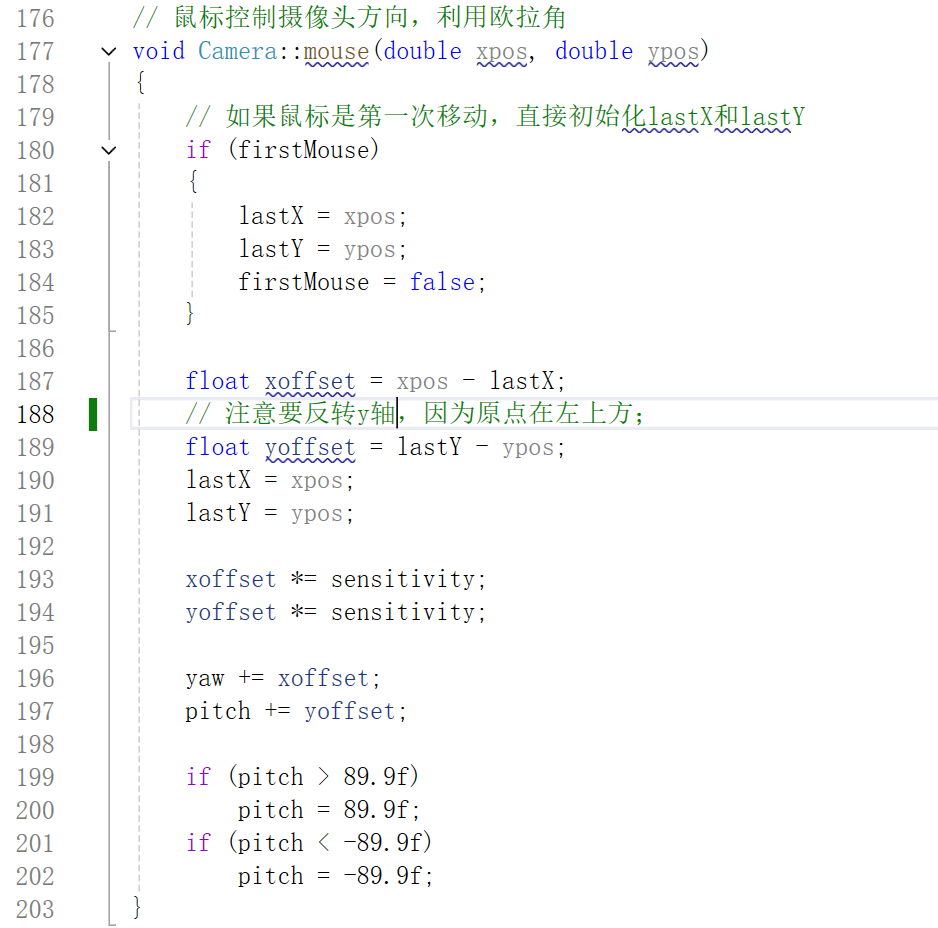 176 // 鼠标控制摄像头方向，利用欧拉角
177 void Camera::mouse(double xpos, double ypos)
178 {
179 // 如果鼠标是第一次移动，直接初始化lastX和lastY
180 if (firstMouse)
181 {
182 lastX = xpos;
183 lastY = ypos;
184 firstMouse = false;
185 }
186
187 float xoffset = xpos - lastX;
188 // 注意要反转y轴，因为原点在左上方；
189 float yoffset = lastY - ypos;
190 lastX = xpos;
191 lastY = ypos;
192
193 xoffset *= sensitivity;
194 yoffset *= sensitivity;
195
196 yaw += xoffset;
197 pitch += yoffset;
198
199 if (pitch > 89.9f)
200 pitch = 89.9f;
201 if (pitch < -89.9f)
202 pitch = -89.9f;
203 }